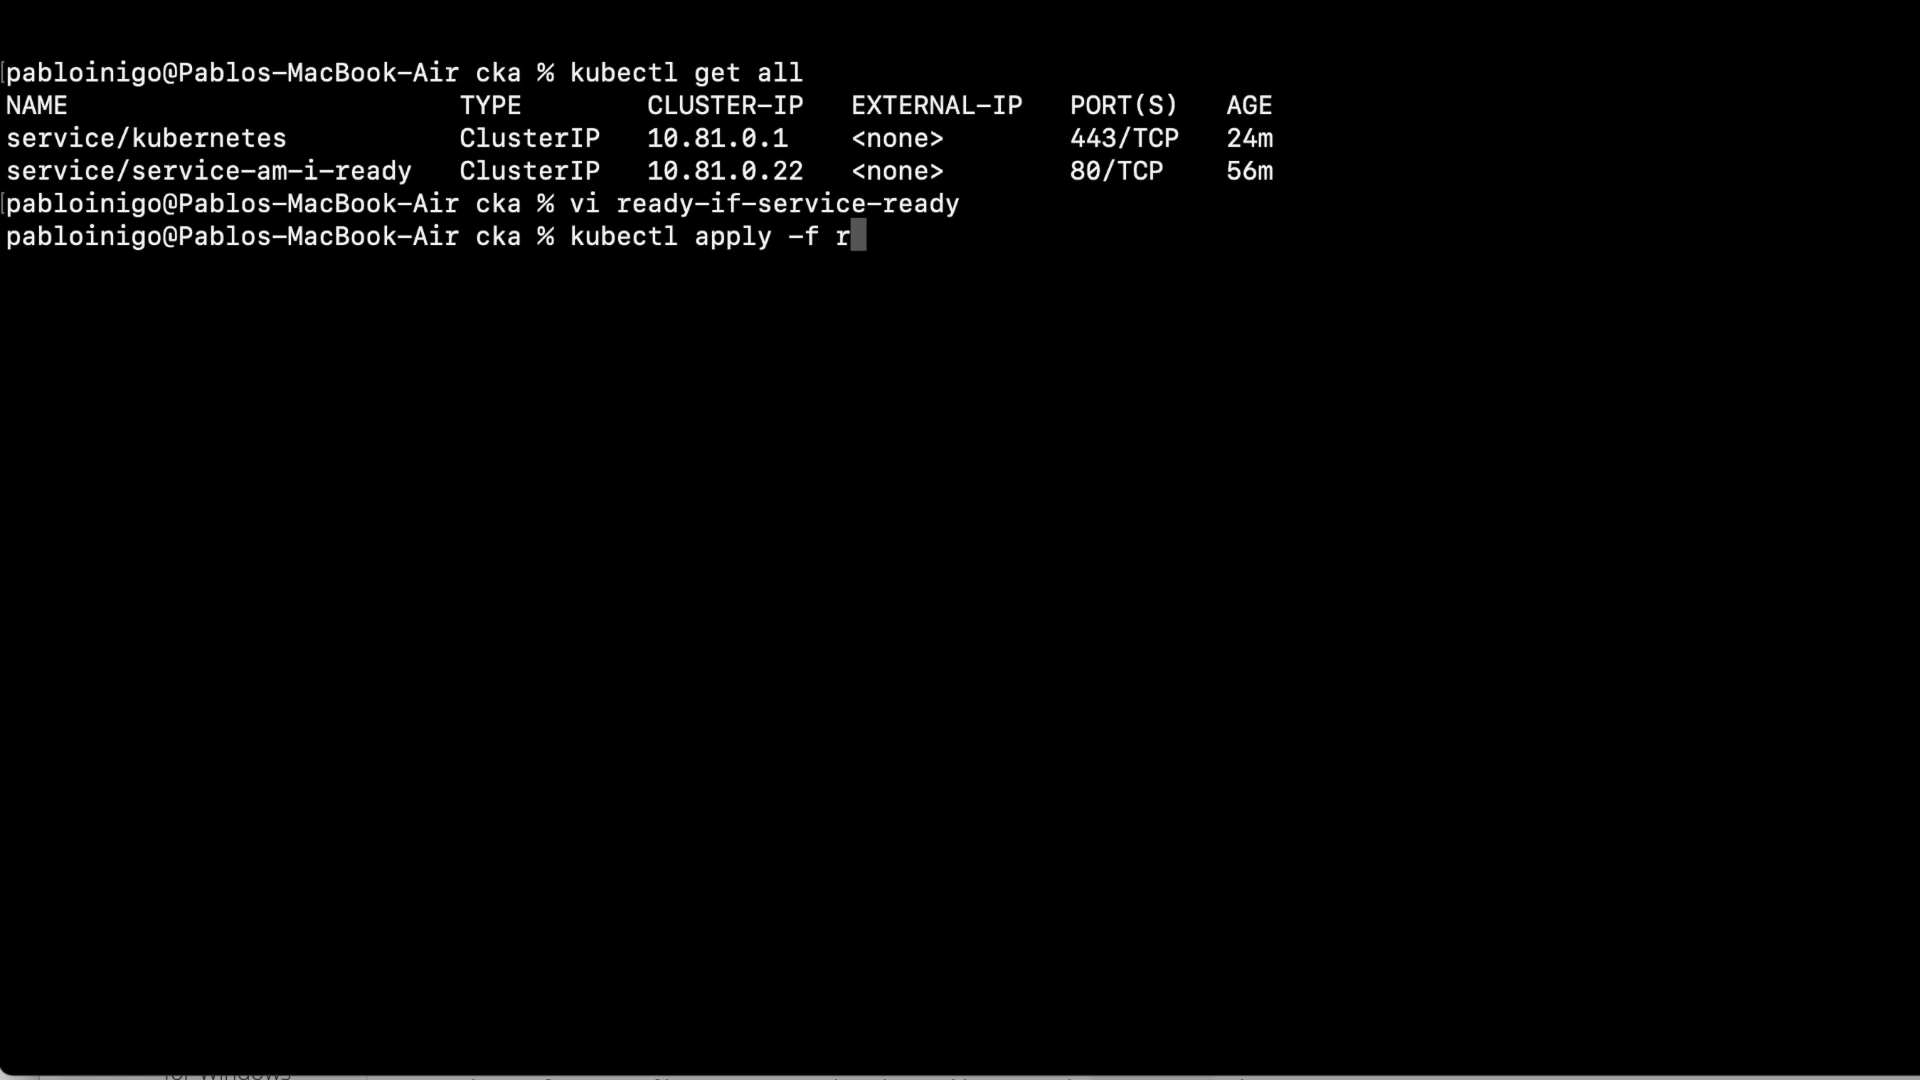 pabloinigo@Pablos-MacBook-Air cka % kubectl get all
NAME TYPE CLUSTER-IP EXTERNAL-IP PORT(S) AGE
service/kubernetes ClusterIP 10.81.0.1 <none> 443/TCP 24m
service/service-am-i-ready ClusterIP 10.81.0.22 <none> 80/TCP 56m
pabloinigo@Pablos-MacBook-Air cka % vi ready-if-service-ready
pabloinigo@Pablos-MacBook-Air cka % kubectl apply -f r